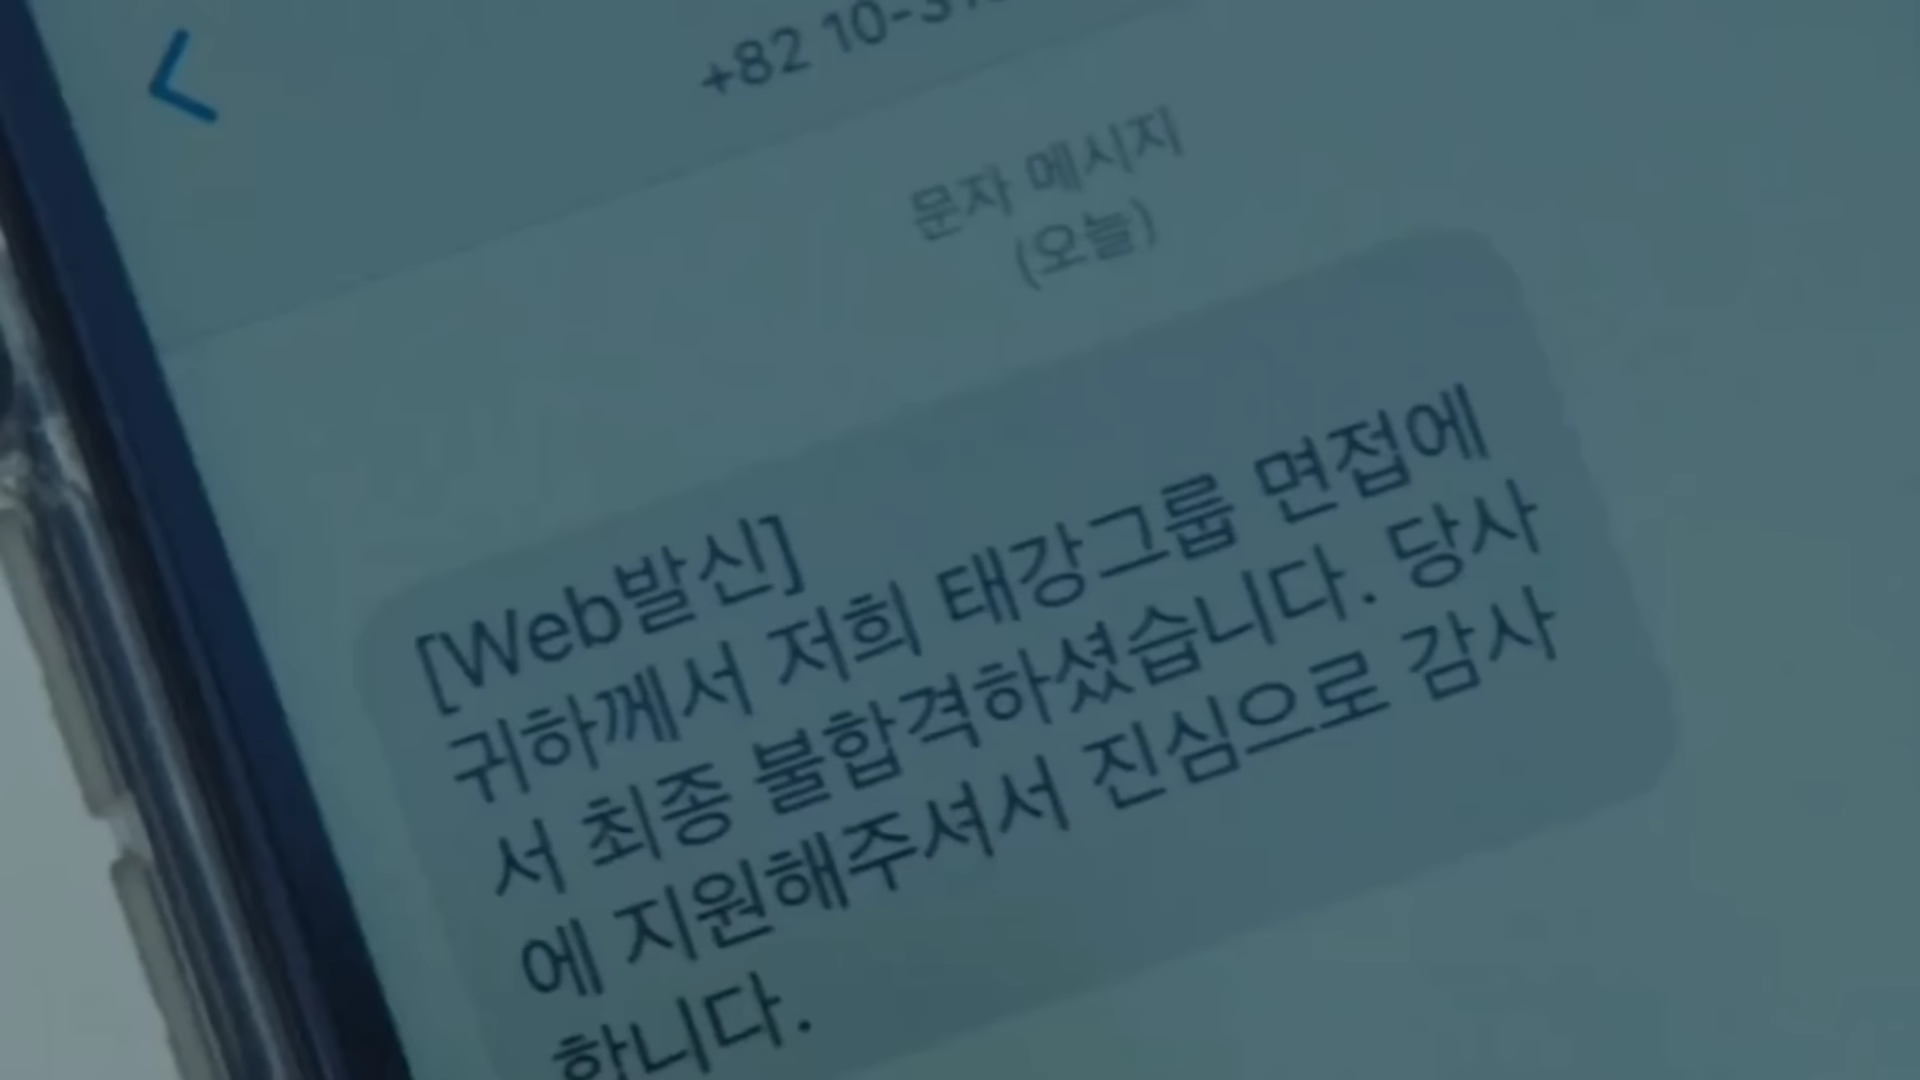 +82 10-31
문자 메시지
(오늘)
[Web발신]
귀하께서 저희 태강그룹 면접에
서 최종 불합격하셨습니다. 당사
에 지원해주셔서 진심으로 감사
합니다.